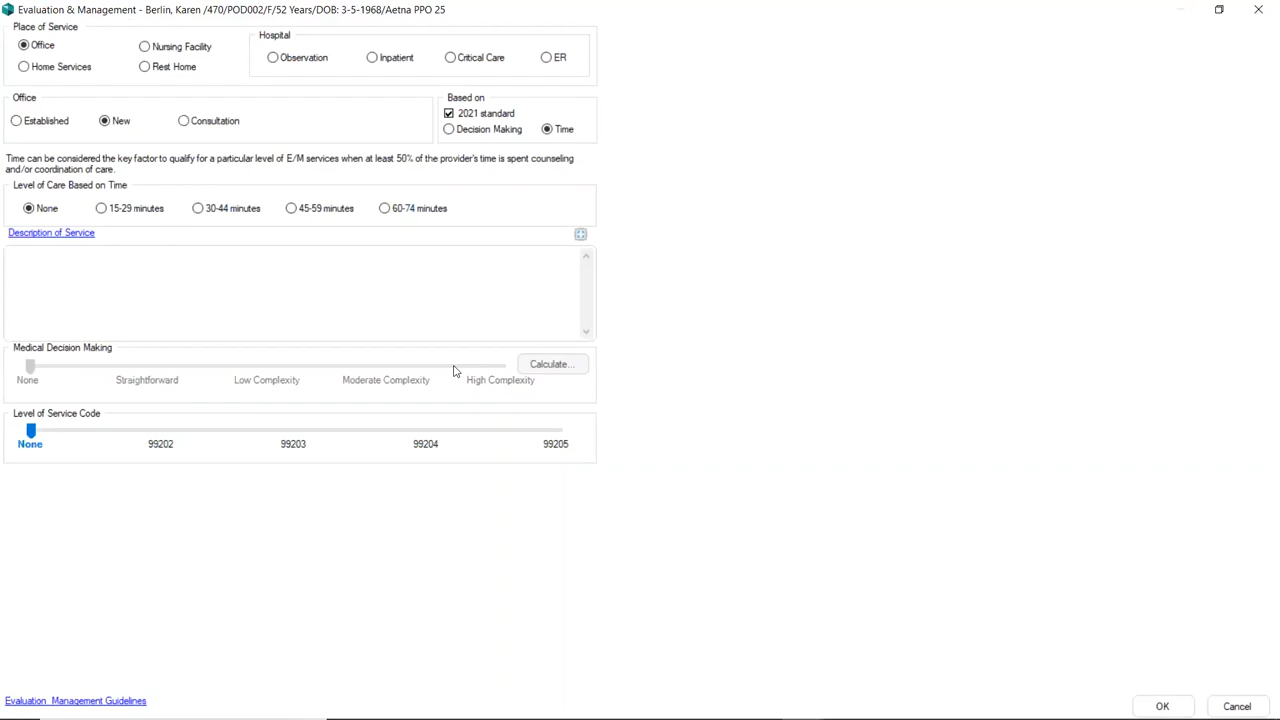 Evaluation & Management - Berlin, Karen /470/POD002/F/52 Years/DOB: 3-5-1968/Aetna PPO 25
Place of Service
Office
Nursing Facility
Home Services
Rest Home
Hospital
Observation
Inpatient
Critical Care
ER
Office
Established
New
Consultation
Based on
2021 standard
Decision Making
Time
Time can be considered the key factor to qualify for a particular level of E/M services when at least 50% of the provider's time is spent counseling
and/or coordination of care.
Level of Care Based on Time
None
15-29 minutes
30-44 minutes
45-59 minutes
60-74 minutes
Description of Service
Medical Decision Making
Calculate...
None
Straightforward
Low Complexity
Moderate Complexity
High Complexity
Level of Service Code
None
99202
99203
99204
99205
Evaluation_Management Guidelines
OK
Cancel